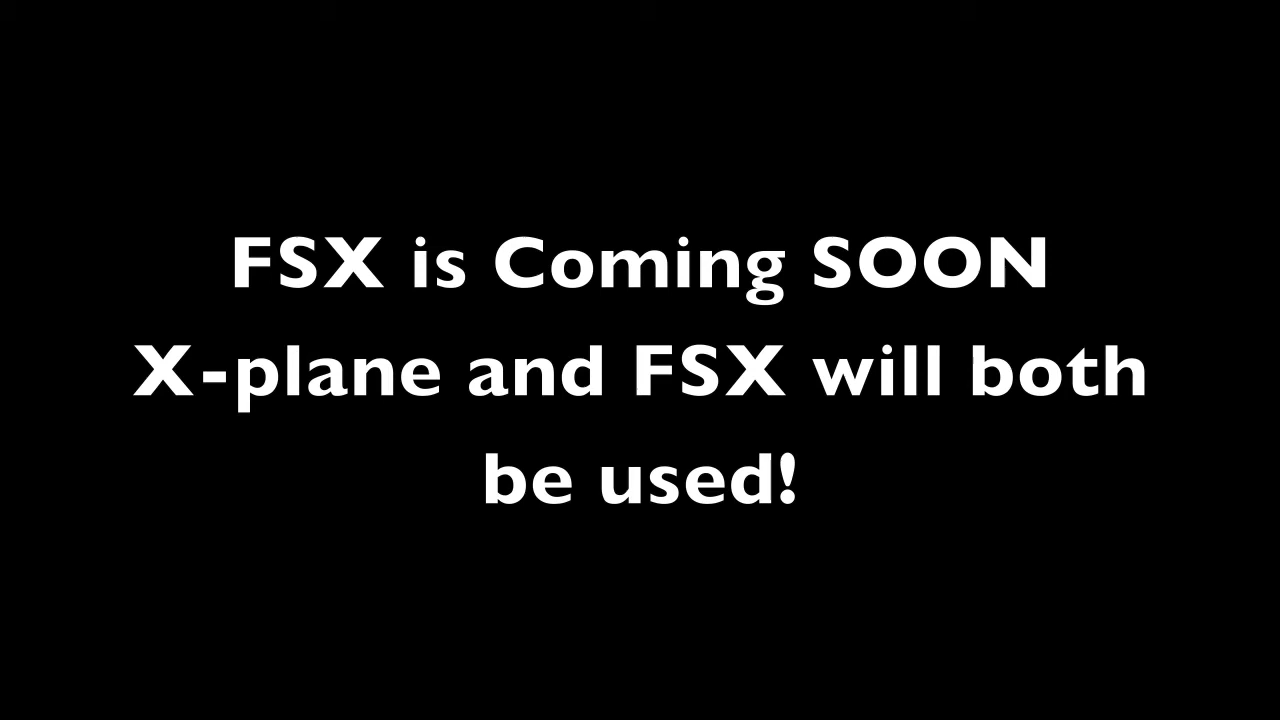 FSX is Coming SOON
X-plane and FSX will both
be used!